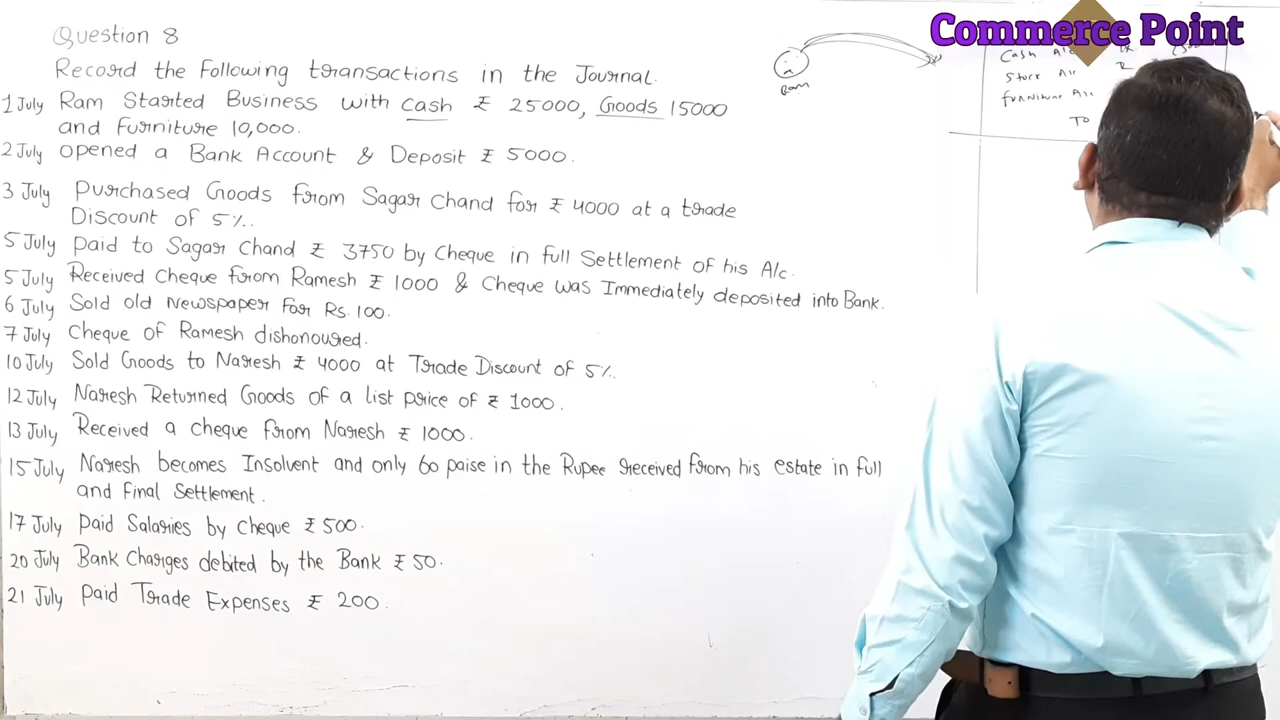 Commerce Point
Question 8
Record the Following transactions in the Journal.
1 July Ram Started Business with cash ₹ 25000, Goods 15000
and Furniture 10,000.
2 July opened a Bank Account & Deposit ₹ 5000.
3 July Purchased Goods from Sagar Chand for ₹ 4000 at a trade
Discount of 5%.
5 July Paid to Sagar Chand ₹ 3750 by Cheque in full Settlement of his A/c.
5 July Received Cheque from Ramesh ₹ 1000 & Cheque was Immediately deposited into Bank.
6 July Sold old Newspaper for Rs. 100.
7 July Cheque of Ramesh dishonoured.
10 July Sold Goods to Naresh ₹ 4000 at Trade Discount of 5%.
12 July Naresh Returned Goods of a list price of ₹ 1000.
13 July Received a cheque from Naresh ₹ 1000.
15 July Naresh becomes Insolvent and only 60 paise in the Rupee received from his estate in full
and final Settlement.
17 July Paid Salaries by cheque ₹ 500.
20 July Bank Charges debited by the Bank ₹ 50.
21 July Paid Trade Expenses ₹ 200.
Ram
Cash A/c
Stock A/c
Furniture A/c
To